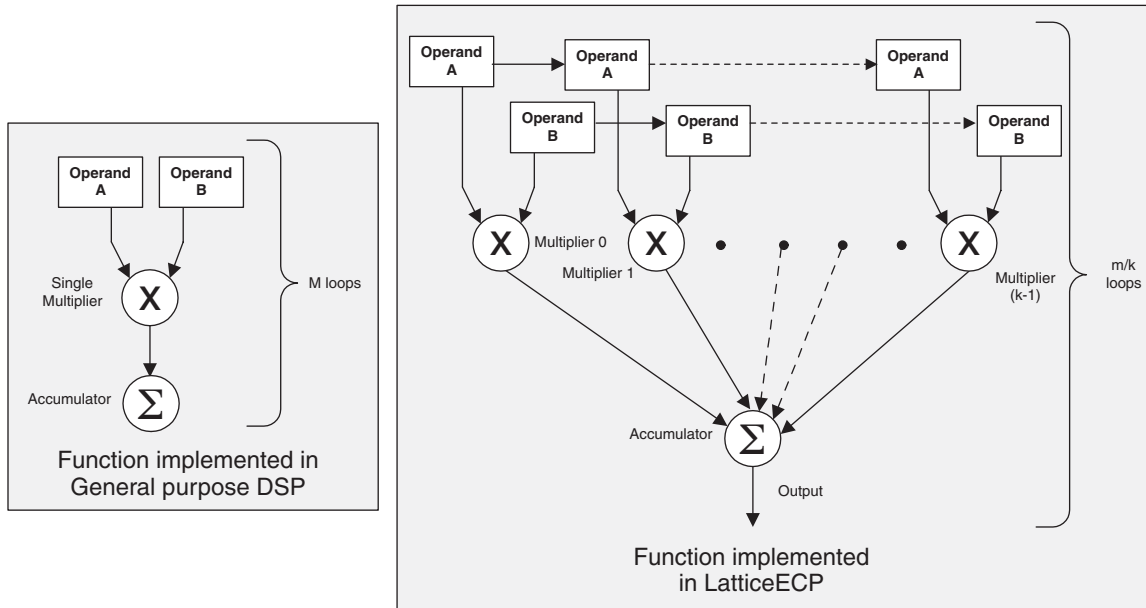 Operand
A
Operand
B
Single
Multiplier
X
M loops
Accumulator
Σ
Function implemented in
General purpose DSP
Operand
A
Operand
A
Operand
A
Operand
B
Operand
B
Operand
B
X
Multiplier 0
X
Multiplier 1
X
Multiplier
(k-1)
m/k
loops
Accumulator
Σ
Output
Function implemented
in LatticeECP